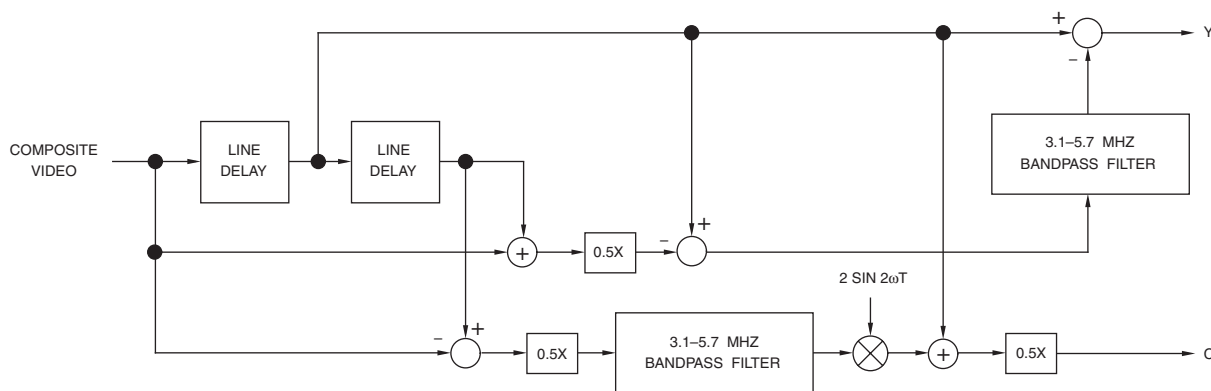 +
Y
–
COMPOSITE
VIDEO
LINE
DELAY
LINE
DELAY
3.1–5.7 MHZ
BANDPASS FILTER
+
+
0.5X
–
2 SIN 2ωT
–
+
0.5X
3.1–5.7 MHZ
BANDPASS FILTER
+
0.5X